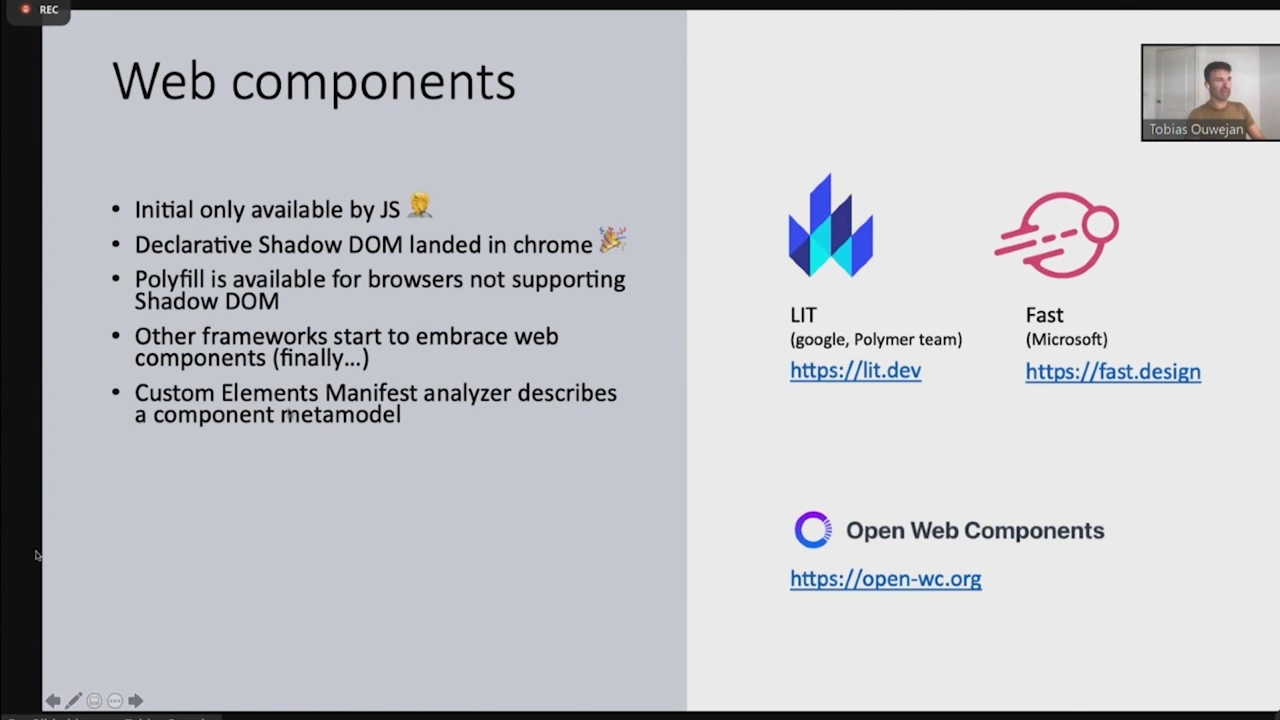 REC
Web components
Tobias Ouwejan
• Initial only available by JS 🤦
• Declarative Shadow DOM landed in chrome 🎉
• Polyfill is available for browsers not supporting
Shadow DOM
• Other frameworks start to embrace web
components (finally...)
• Custom Elements Manifest analyzer describes
a component metamodel
LIT
(google, Polymer team)
https://lit.dev
Fast
(Microsoft)
https://fast.design
Open Web Components
https://open-wc.org